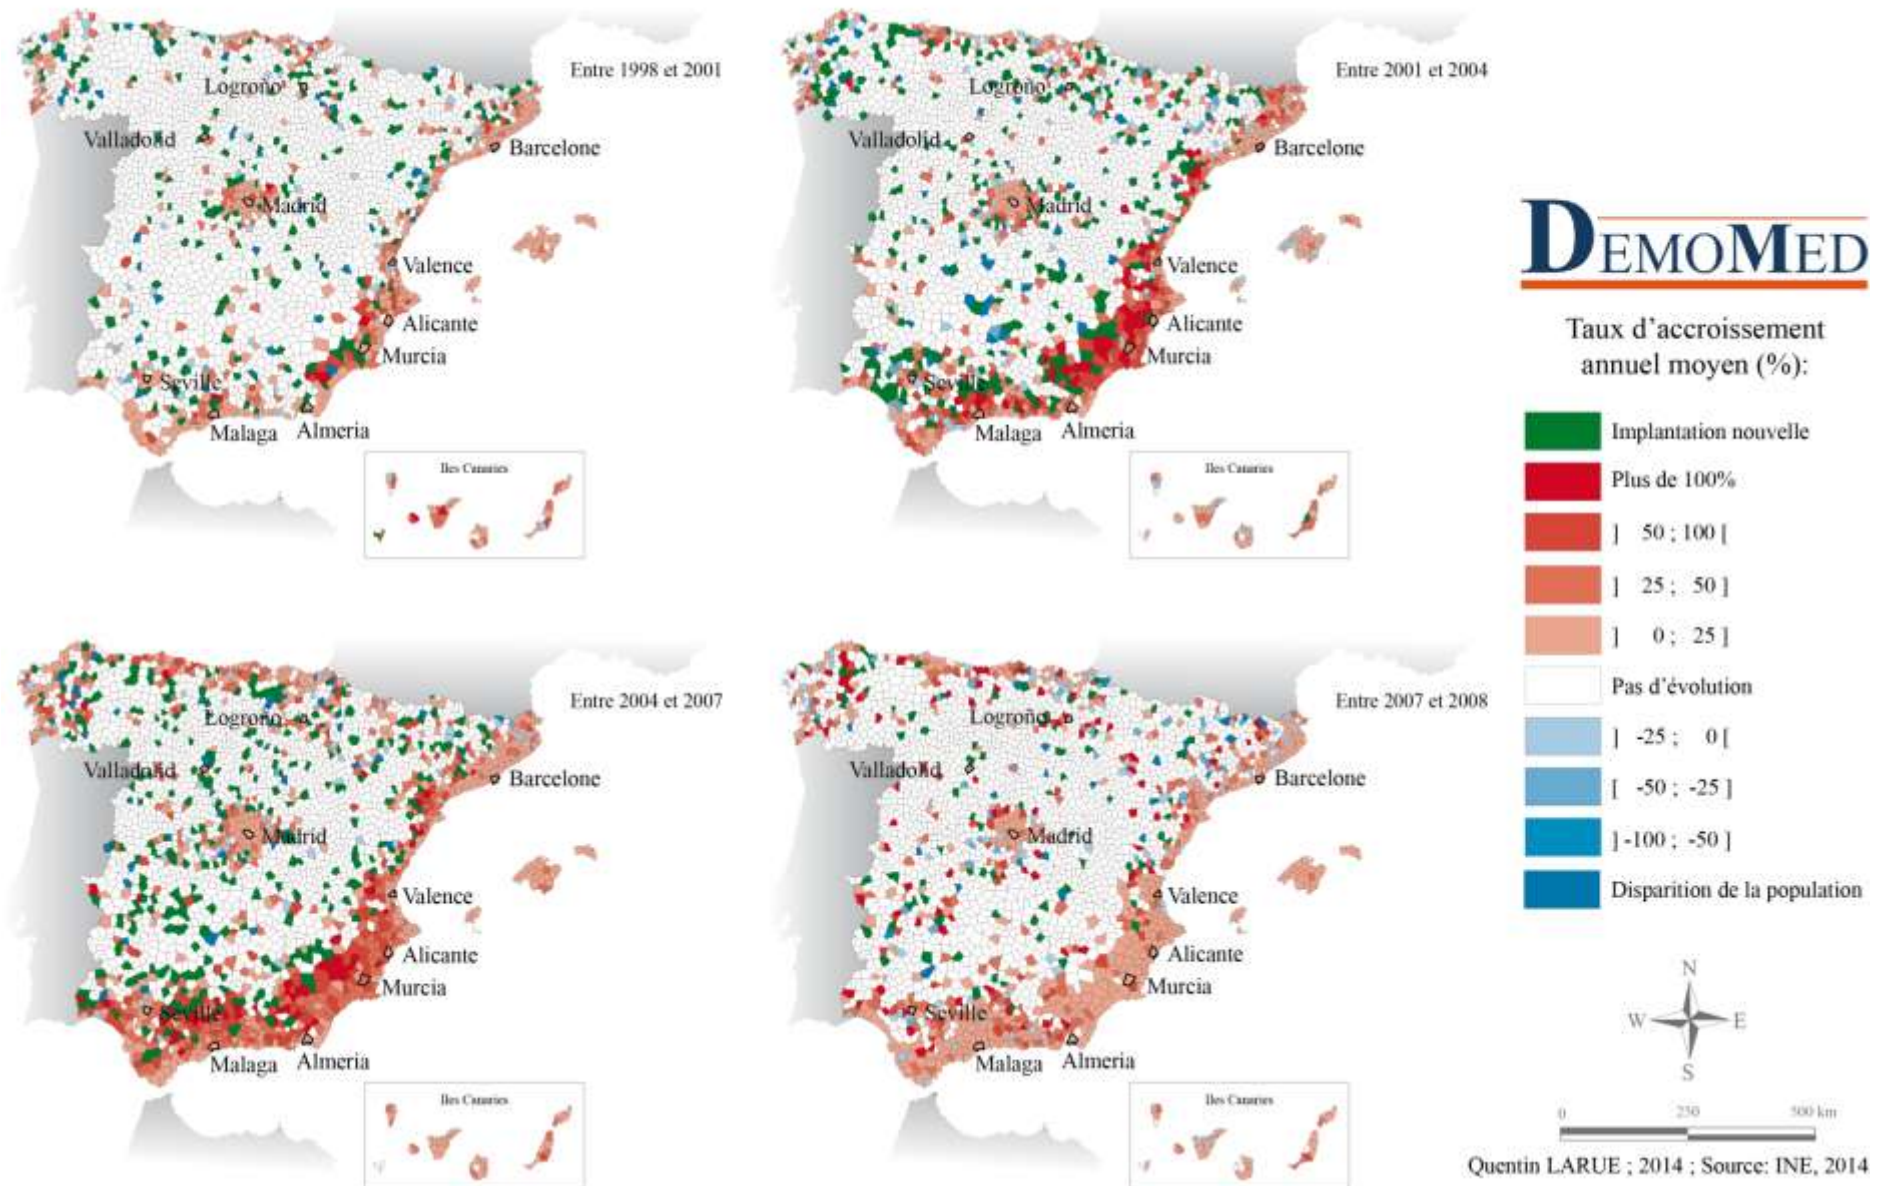 Entre 1998 et 2001
Logroño
Valladolid
Barcelone
Madrid
Valence
Alicante
Murcia
Seville
Malaga
Almeria
Iles Canaries
Entre 2001 et 2004
Logroño
Valladolid
Barcelone
Madrid
Valence
Alicante
Murcia
Seville
Malaga
Almeria
Iles Canaries
Entre 2004 et 2007
Logroño
Valladolid
Barcelone
Madrid
Valence
Alicante
Murcia
Seville
Malaga
Almeria
Iles Canaries
Entre 2007 et 2008
Logroño
Valladolid
Barcelone
Madrid
Valence
Alicante
Murcia
Seville
Malaga
Almeria
Iles Canaries
DEMOMED
Taux d'accroissement
annuel moyen (%):
Implantation nouvelle
Plus de 100%
] 50 ; 100 [
] 25 ; 50 ]
] 0 ; 25 ]
Pas d'évolution
] -25 ; 0 [
[ -50 ; -25 ]
] -100 ; -50 ]
Disparition de la population
N
W E
S
0 250 500 km
Quentin LARUE ; 2014 ; Source: INE, 2014